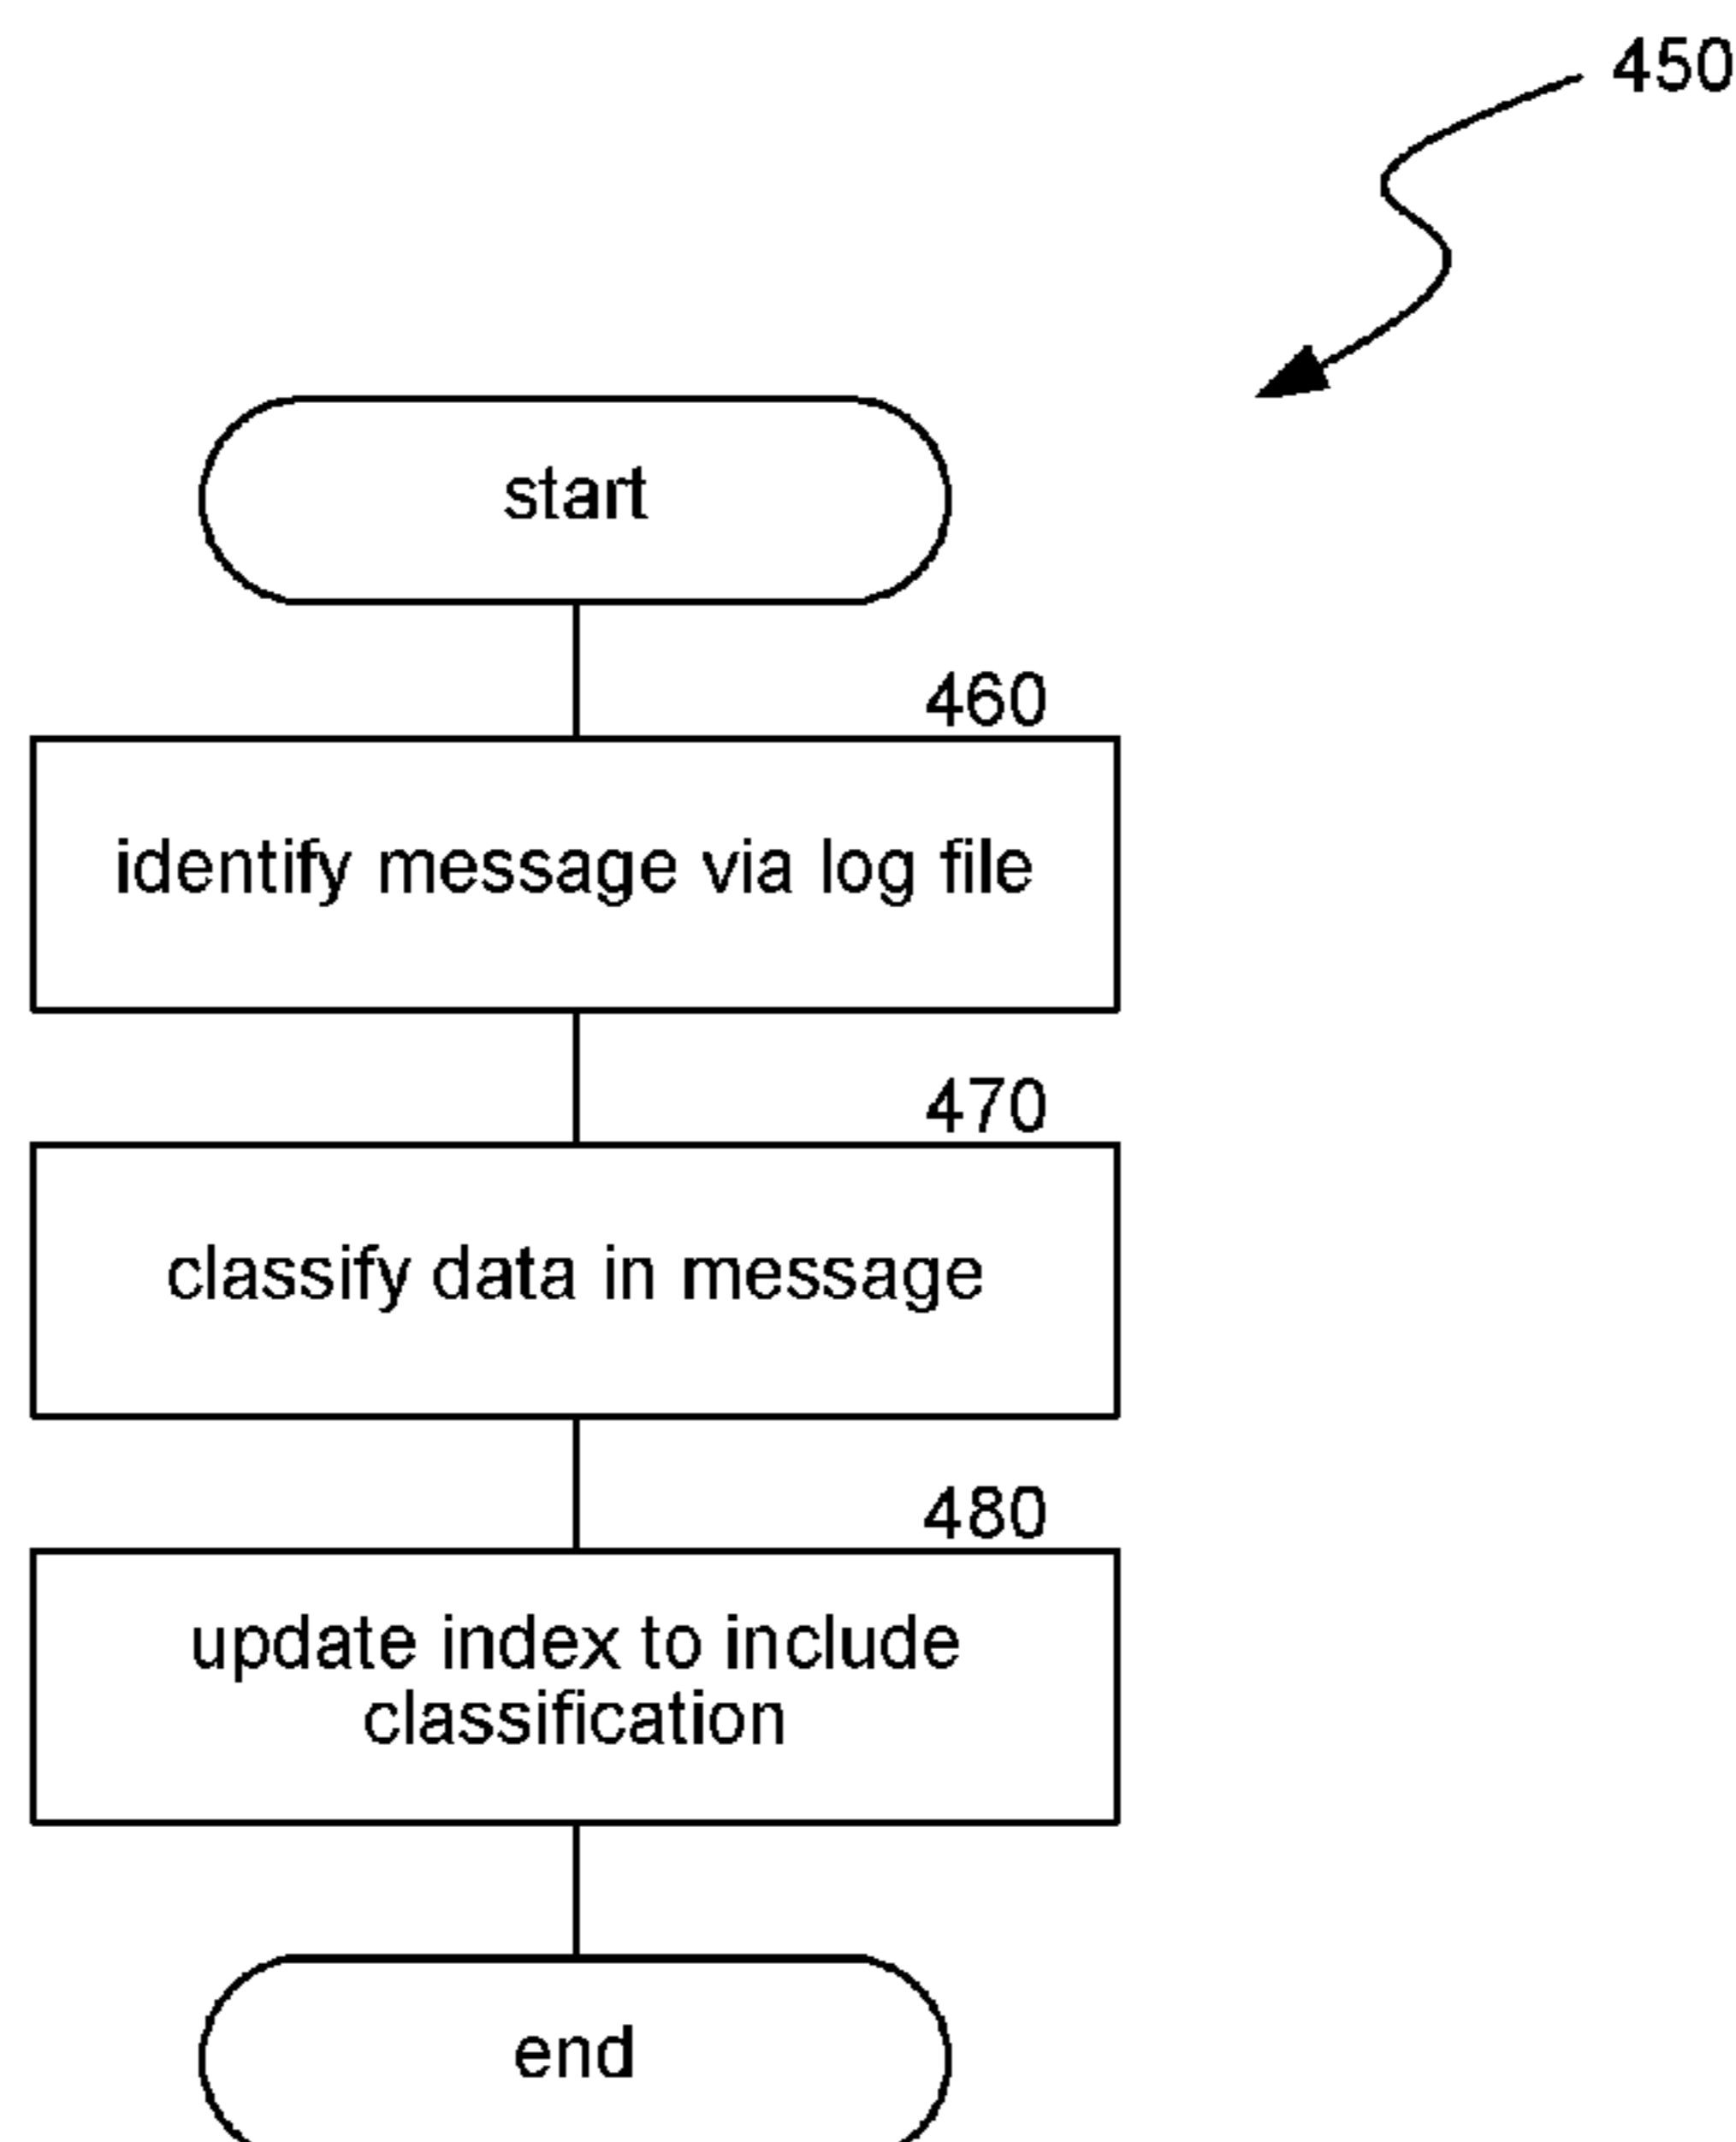 450
start
460
identify message via log file
470
classify data in message
480
update index to include
classification
end